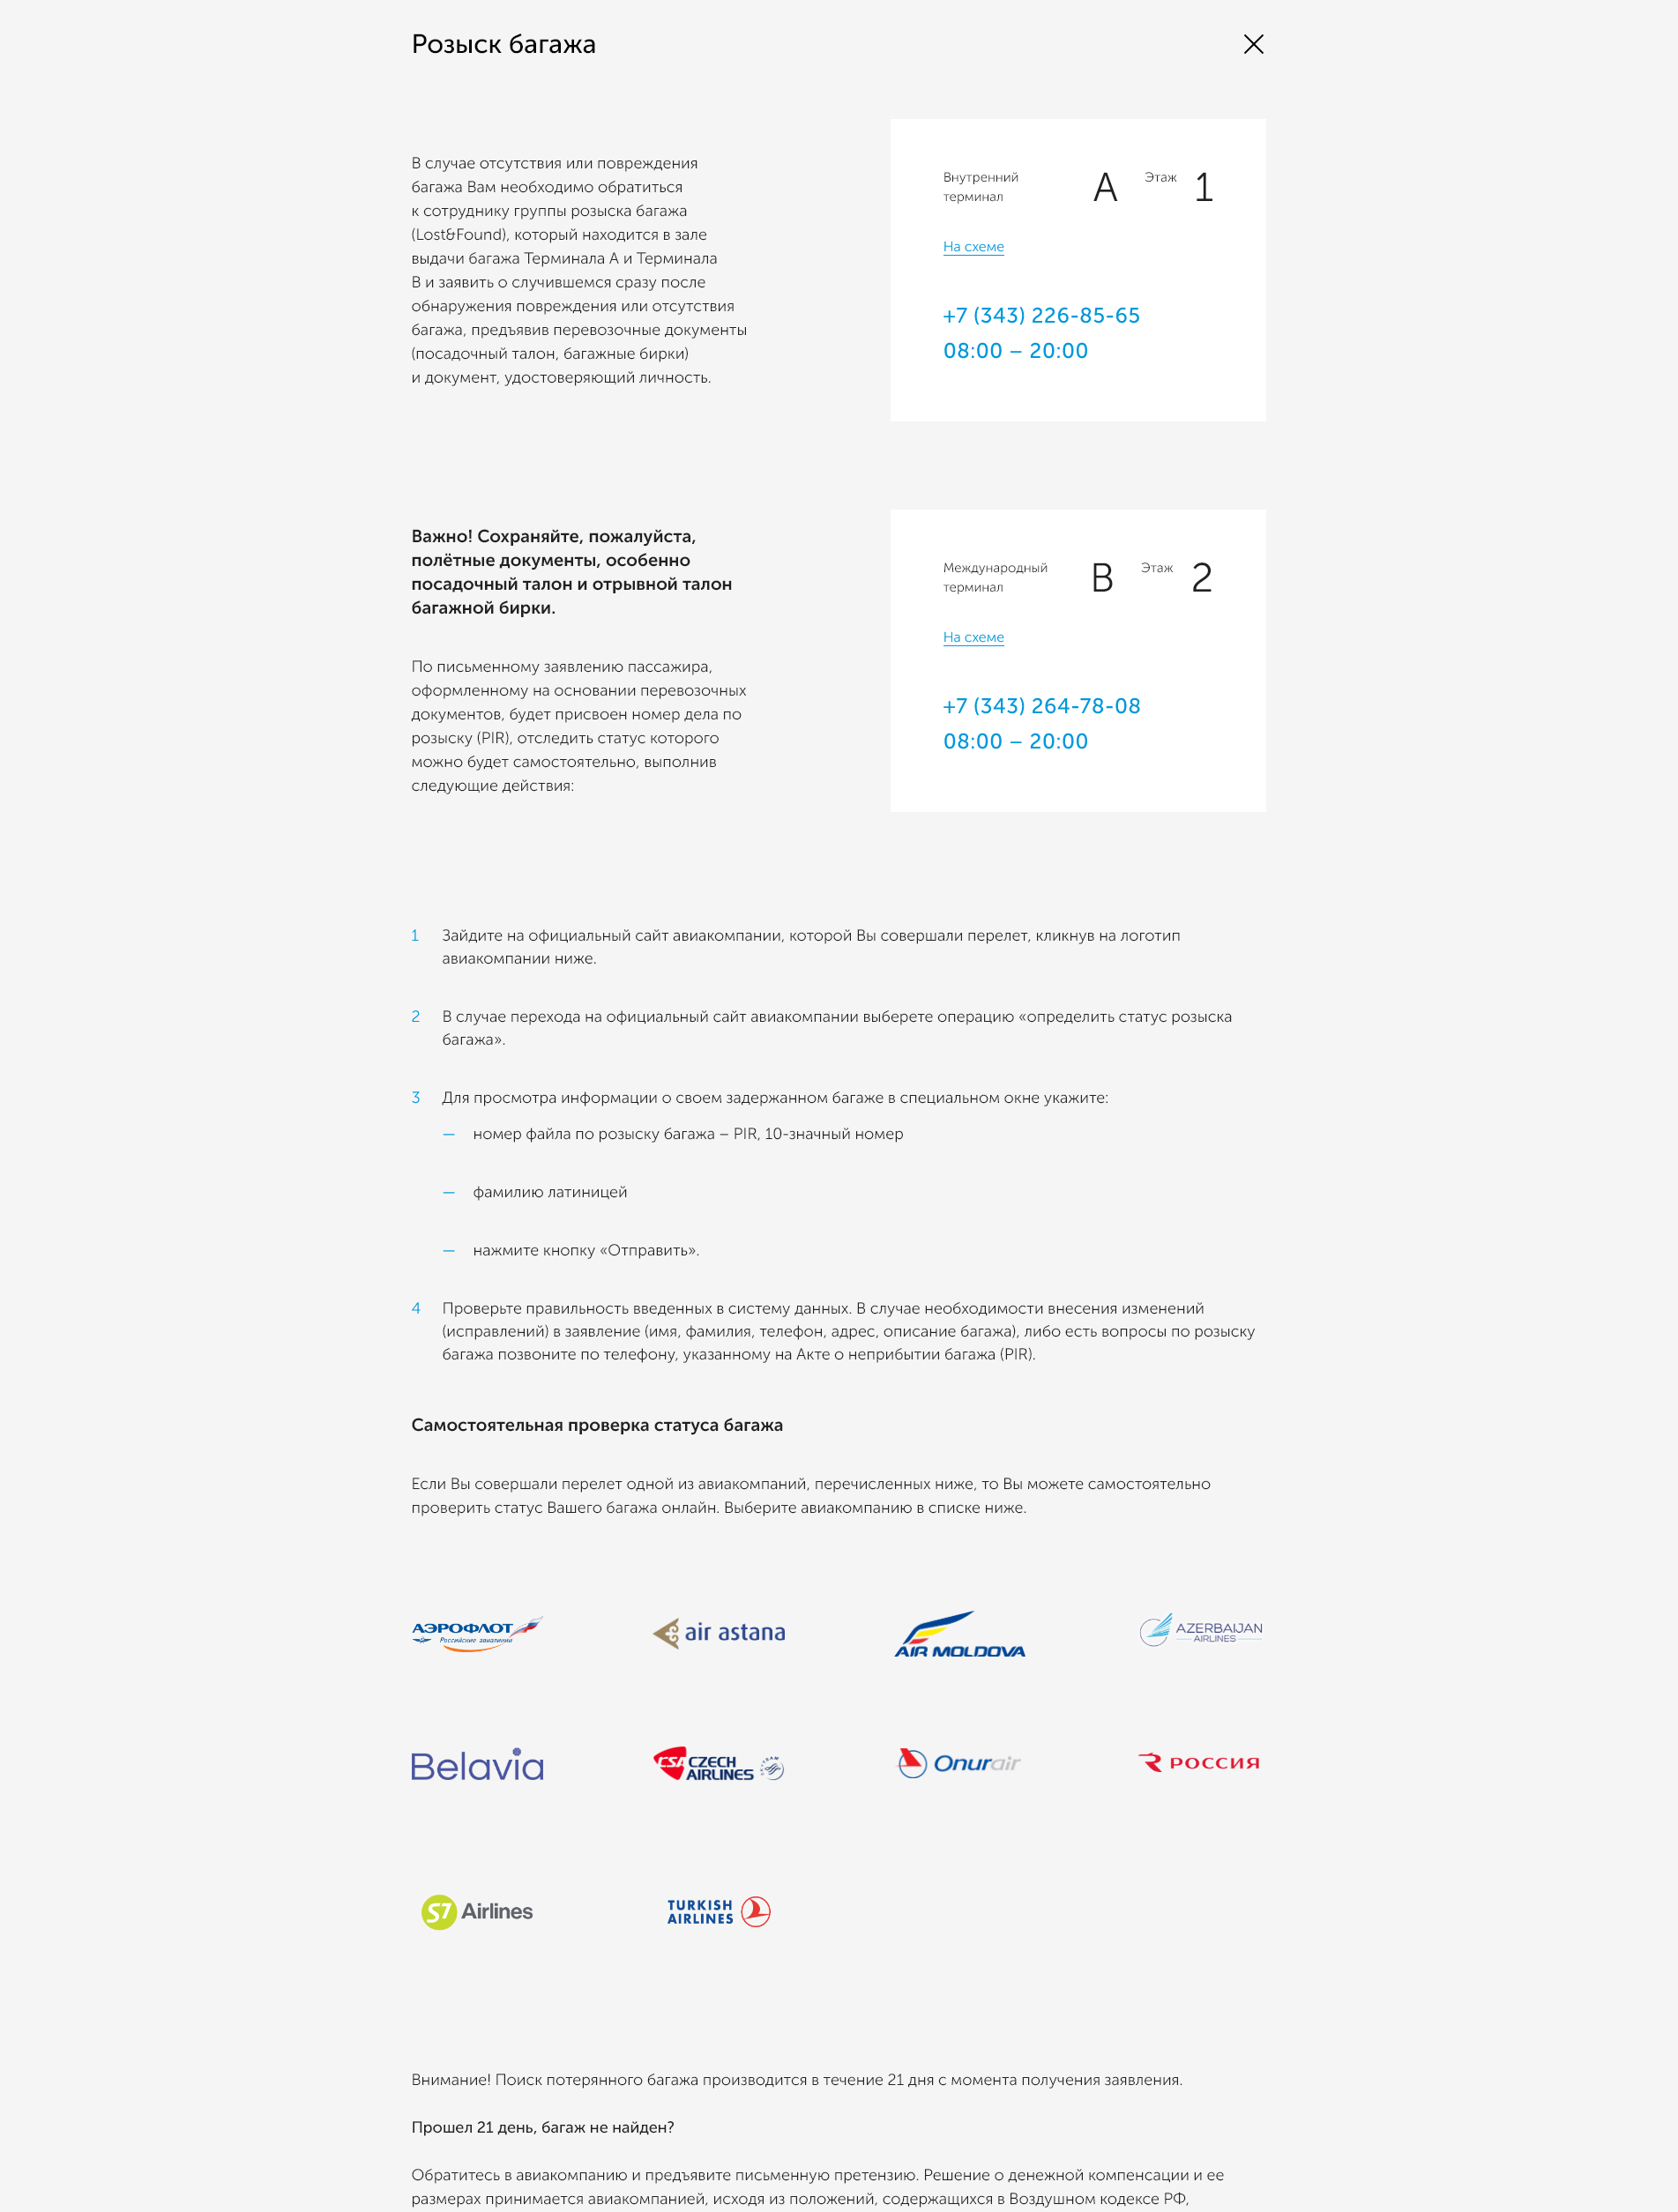 Розыск багажа
В случае отсутствия или повреждения
багажа Вам необходимо обратиться
к сотруднику группы розыска багажа
(Lost&Found), который находится в зале
выдачи багажа Терминала А и Терминала
В и заявить о случившемся сразу после
обнаружения повреждения или отсутствия
багажа, предъявив перевозочные документы
(посадочный талон, багажные бирки)
и документ, удостоверяющий личность.
Внутренний
терминал
A
Этаж
1
На схеме
+7 (343) 226-85-65
08:00 – 20:00
Важно! Сохраняйте, пожалуйста,
полётные документы, особенно
посадочный талон и отрывной талон
багажной бирки.
По письменному заявлению пассажира,
оформленному на основании перевозочных
документов, будет присвоен номер дела по
розыску (PIR), отследить статус которого
можно будет самостоятельно, выполнив
следующие действия:
Международный
терминал
B
Этаж
2
На схеме
+7 (343) 264-78-08
08:00 – 20:00
1 Зайдите на официальный сайт авиакомпании, которой Вы совершали перелет, кликнув на логотип
авиакомпании ниже.
2 В случае перехода на официальный сайт авиакомпании выберете операцию «определить статус розыска
багажа».
3 Для просмотра информации о своем задержанном багаже в специальном окне укажите:
— номер файла по розыску багажа – PIR, 10-значный номер
— фамилию латиницей
— нажмите кнопку «Отправить».
4 Проверьте правильность введенных в систему данных. В случае необходимости внесения изменений
(исправлений) в заявление (имя, фамилия, телефон, адрес, описание багажа), либо есть вопросы по розыску
багажа позвоните по телефону, указанному на Акте о неприбытии багажа (PIR).
Самостоятельная проверка статуса багажа
Если Вы совершали перелет одной из авиакомпаний, перечисленных ниже, то Вы можете самостоятельно
проверить статус Вашего багажа онлайн. Выберите авиакомпанию в списке ниже.
АЭРОФЛОТ
Российские авиалинии
air astana
AIR MOLDOVA
AZERBAIJAN
AIRLINES
Belavia
CSA CZECH
AIRLINES
Onurair
РОССИЯ
S7 Airlines
TURKISH
AIRLINES
Внимание! Поиск потерянного багажа производится в течение 21 дня с момента получения заявления.
Прошел 21 день, багаж не найден?
Обратитесь в авиакомпанию и предъявите письменную претензию. Решение о денежной компенсации и ее
размерах принимается авиакомпанией, исходя из положений, содержащихся в Воздушном кодексе РФ,